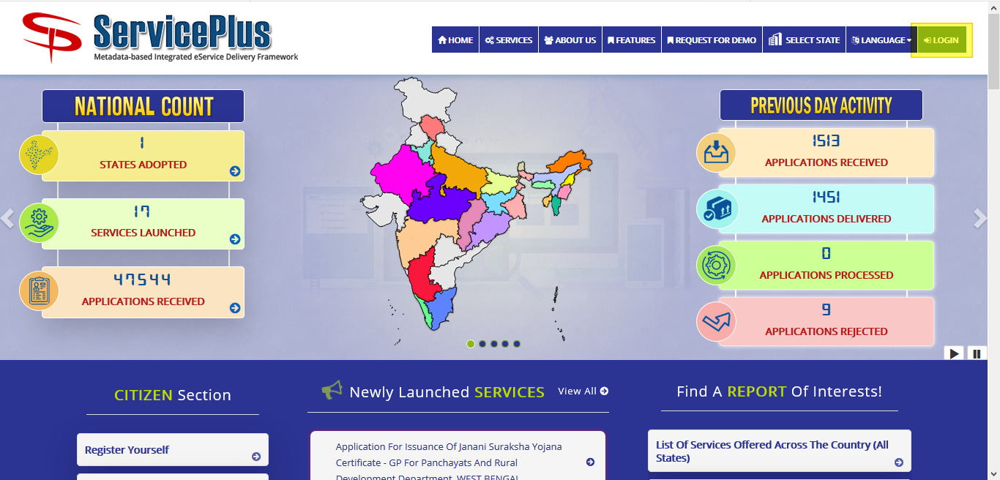 ServicePlus
Metadata-based Integrated eService Delivery Framework
HOME
SERVICES
ABOUT US
FEATURES
REQUEST FOR DEMO
SELECT STATE
LANGUAGE
LOGIN
NATIONAL COUNT
1
STATES ADOPTED
17
SERVICES LAUNCHED
47544
APPLICATIONS RECEIVED
PREVIOUS DAY ACTIVITY
1513
APPLICATIONS RECEIVED
1451
APPLICATIONS DELIVERED
0
APPLICATIONS PROCESSED
9
APPLICATIONS REJECTED
CITIZEN Section
Register Yourself
Newly Launched SERVICES
View All
Application For Issuance Of Janani Suraksha Yojana
Certificate - GP For Panchayats And Rural
Development Department, WEST BENGAL
Find A REPORT Of Interests!
List Of Services Offered Across The Country (All
States)